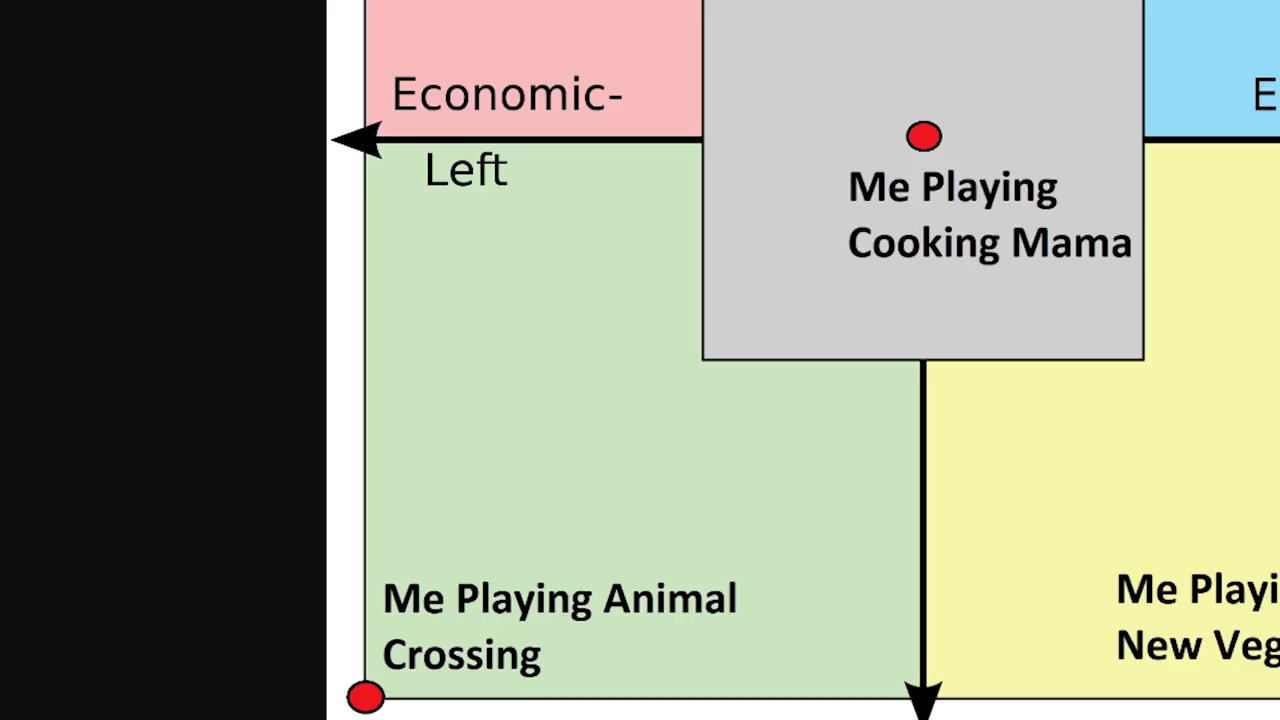 Economic-
Left
E
Me Playing
Cooking Mama
Me Playing Animal
Crossing
Me Playi
New Veg